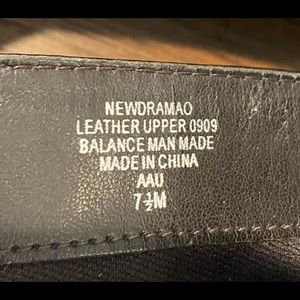 NEWDRAMAO
LEATHER UPPER 0909
BALANCE MAN MADE
MADE IN CHINA
AAU
7½M